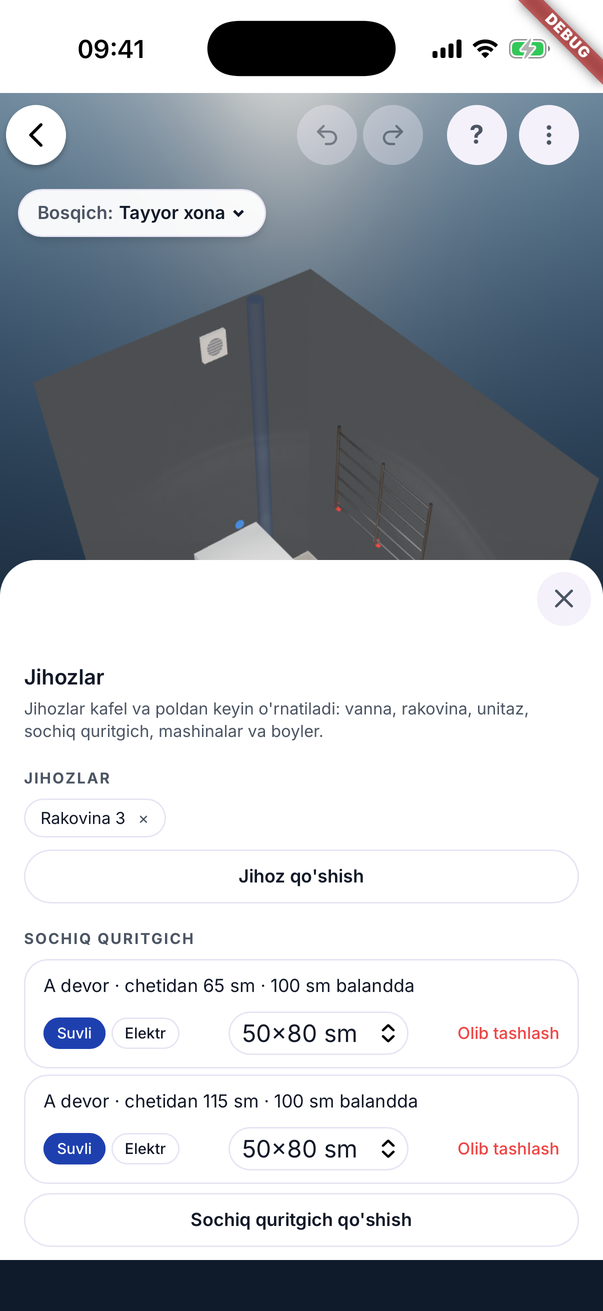 09:41
DEBUG
?
Bosqich: Tayyor xona
Jihozlar
Jihozlar kafel va poldan keyin o'rnatiladi: vanna, rakovina, unitaz,
sochiq quritgich, mashinalar va boyler.
JIHOZLAR
Rakovina 3 ×
Jihoz qo'shish
SOCHIQ QURITGICH
A devor · chetidan 65 sm · 100 sm balandda
Suvli Elektr 50×80 sm Olib tashlash
A devor · chetidan 115 sm · 100 sm balandda
Suvli Elektr 50×80 sm Olib tashlash
Sochiq quritgich qo'shish